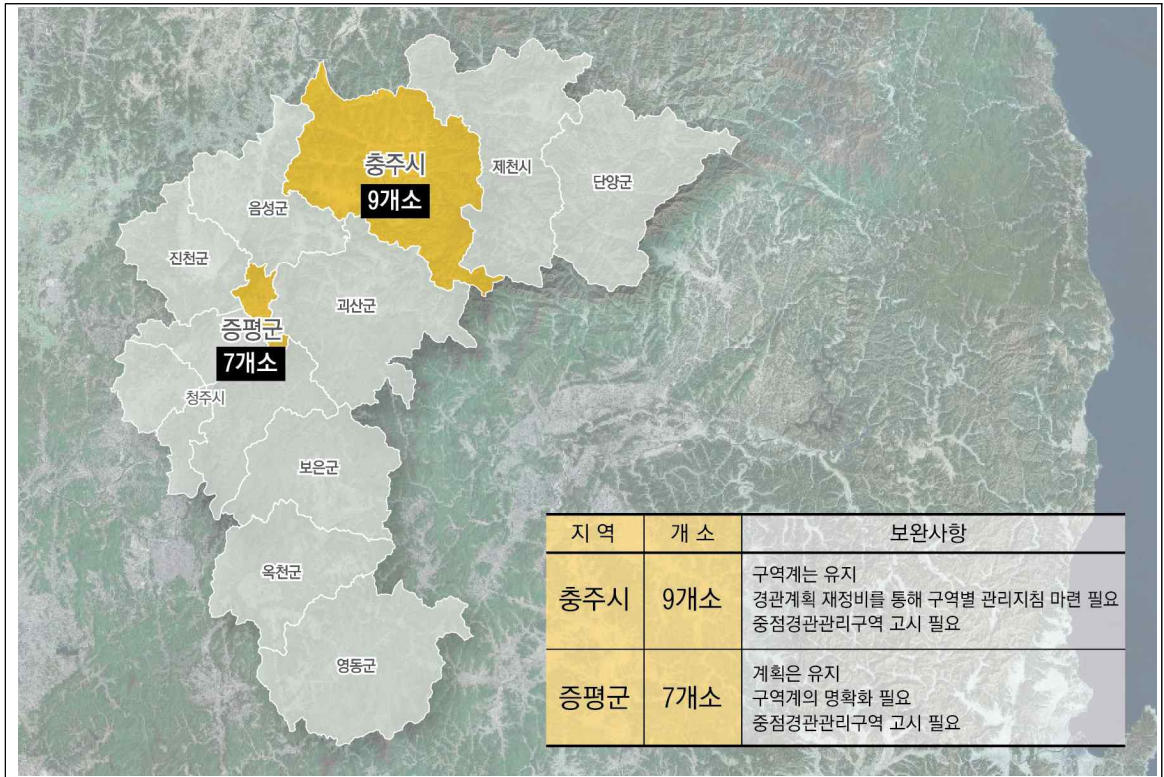 충주시
9개소
제천시
단양군
음성군
진천군
괴산군
증평군
7개소
청주시
보은군
옥천군
영동군
지 역 개 소 보완사항
충주시 9개소
구역계는 유지
경관계획 재정비를 통해 구역별 관리지침 마련 필요
중점경관관리구역 고시 필요
증평군 7개소
계획은 유지
구역계의 명확화 필요
중점경관관리구역 고시 필요